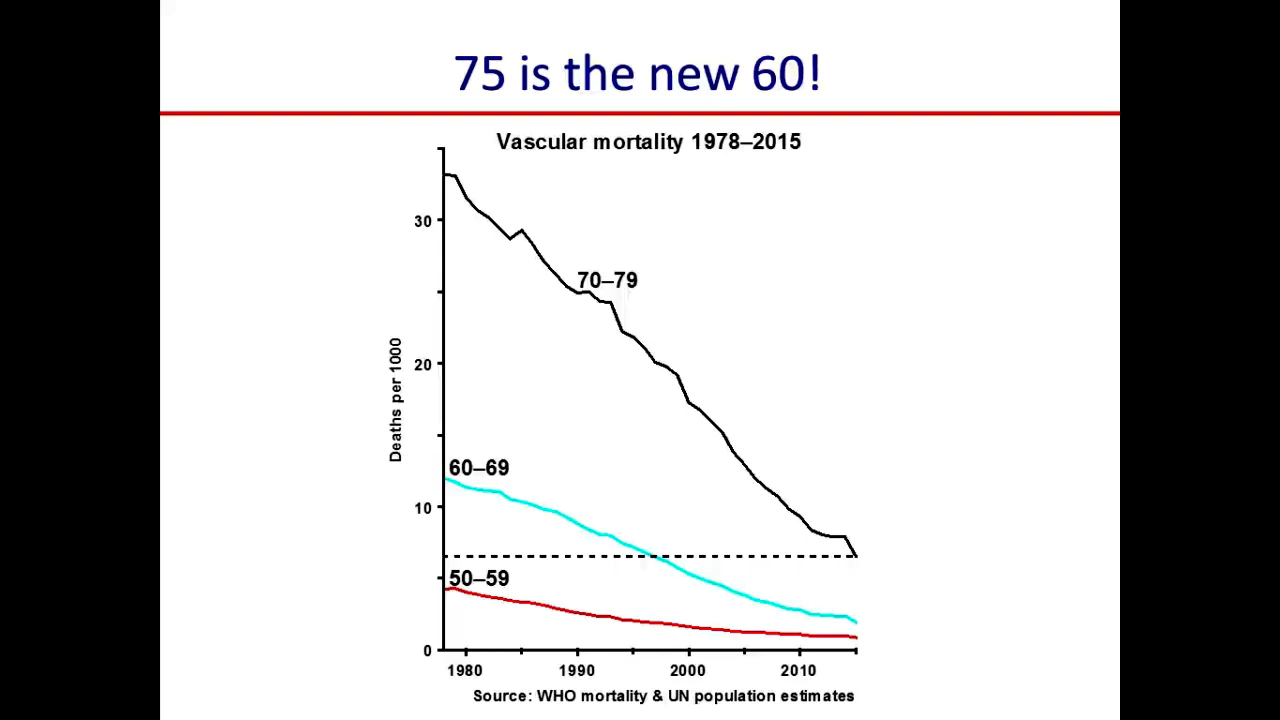 75 is the new 60!
Vascular mortality 1978–2015
30
70–79
Deaths per 1000
20
60–69
10
50–59
0
1980 1990 2000 2010
Source: WHO mortality & UN population estimates